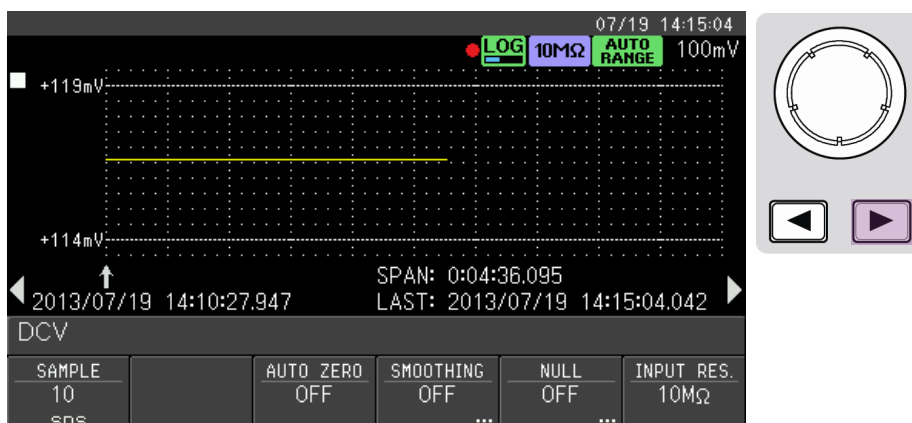 07/19 14:15:04
LOG 10MΩ AUTO RANGE 100mV
+119mV
+114mV
SPAN: 0:04:36.095
2013/07/19 14:10:27.947 LAST: 2013/07/19 14:15:04.042
DCV
SAMPLE AUTO ZERO SMOOTHING NULL INPUT RES.
10 OFF OFF OFF 10MΩ
SPS ... ...